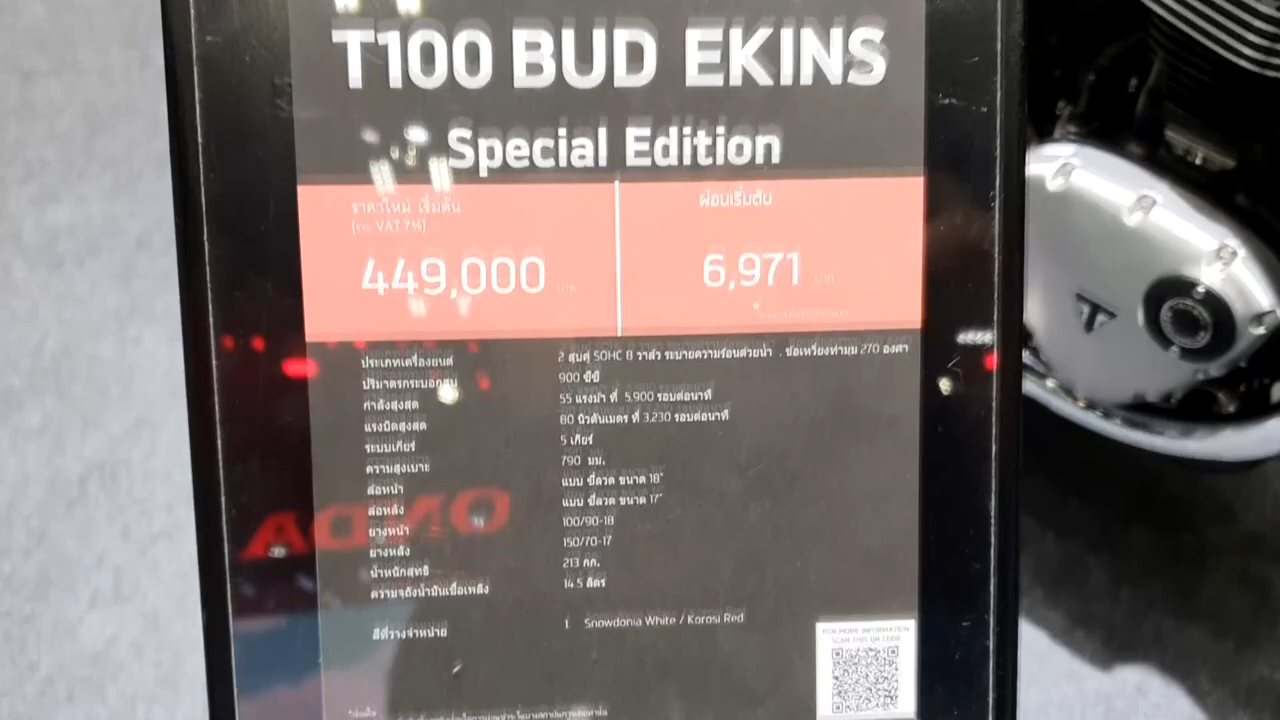 T100 BUD EKINS
Special Edition
ราคาใหม่ เริ่มต้น
(รวม VAT 7%)
449,000 บาท
ผ่อนเริ่มต้น
6,971 บาท
ประเภทเครื่องยนต์ 2 สูบคู่ SOHC 8 วาล์ว ระบายความร้อนด้วยน้ำ , ข้อเหวี่ยงทำมุม 270 องศา
ปริมาตรกระบอกสูบ 900 ซีซี
กำลังสูงสุด 55 แรงม้า ที่ 5,900 รอบต่อนาที
แรงบิดสูงสุด 80 นิวตันเมตร ที่ 3,230 รอบต่อนาที
ระบบเกียร์ 5 เกียร์
ความสูงเบาะ 790 มม.
ล้อหน้า แบบ ซี่ลวด ขนาด 18"
ล้อหลัง แบบ ซี่ลวด ขนาด 17"
ยางหน้า 100/90-18
ยางหลัง 150/70-17
น้ำหนักสุทธิ 213 กก.
ความจุถังน้ำมันเชื้อเพลิง 14.5 ลิตร
สีที่วางจำหน่าย 1. Snowdonia White / Korosi Red
FOR MORE INFORMATION
SCAN THIS QR CODE
HONDA